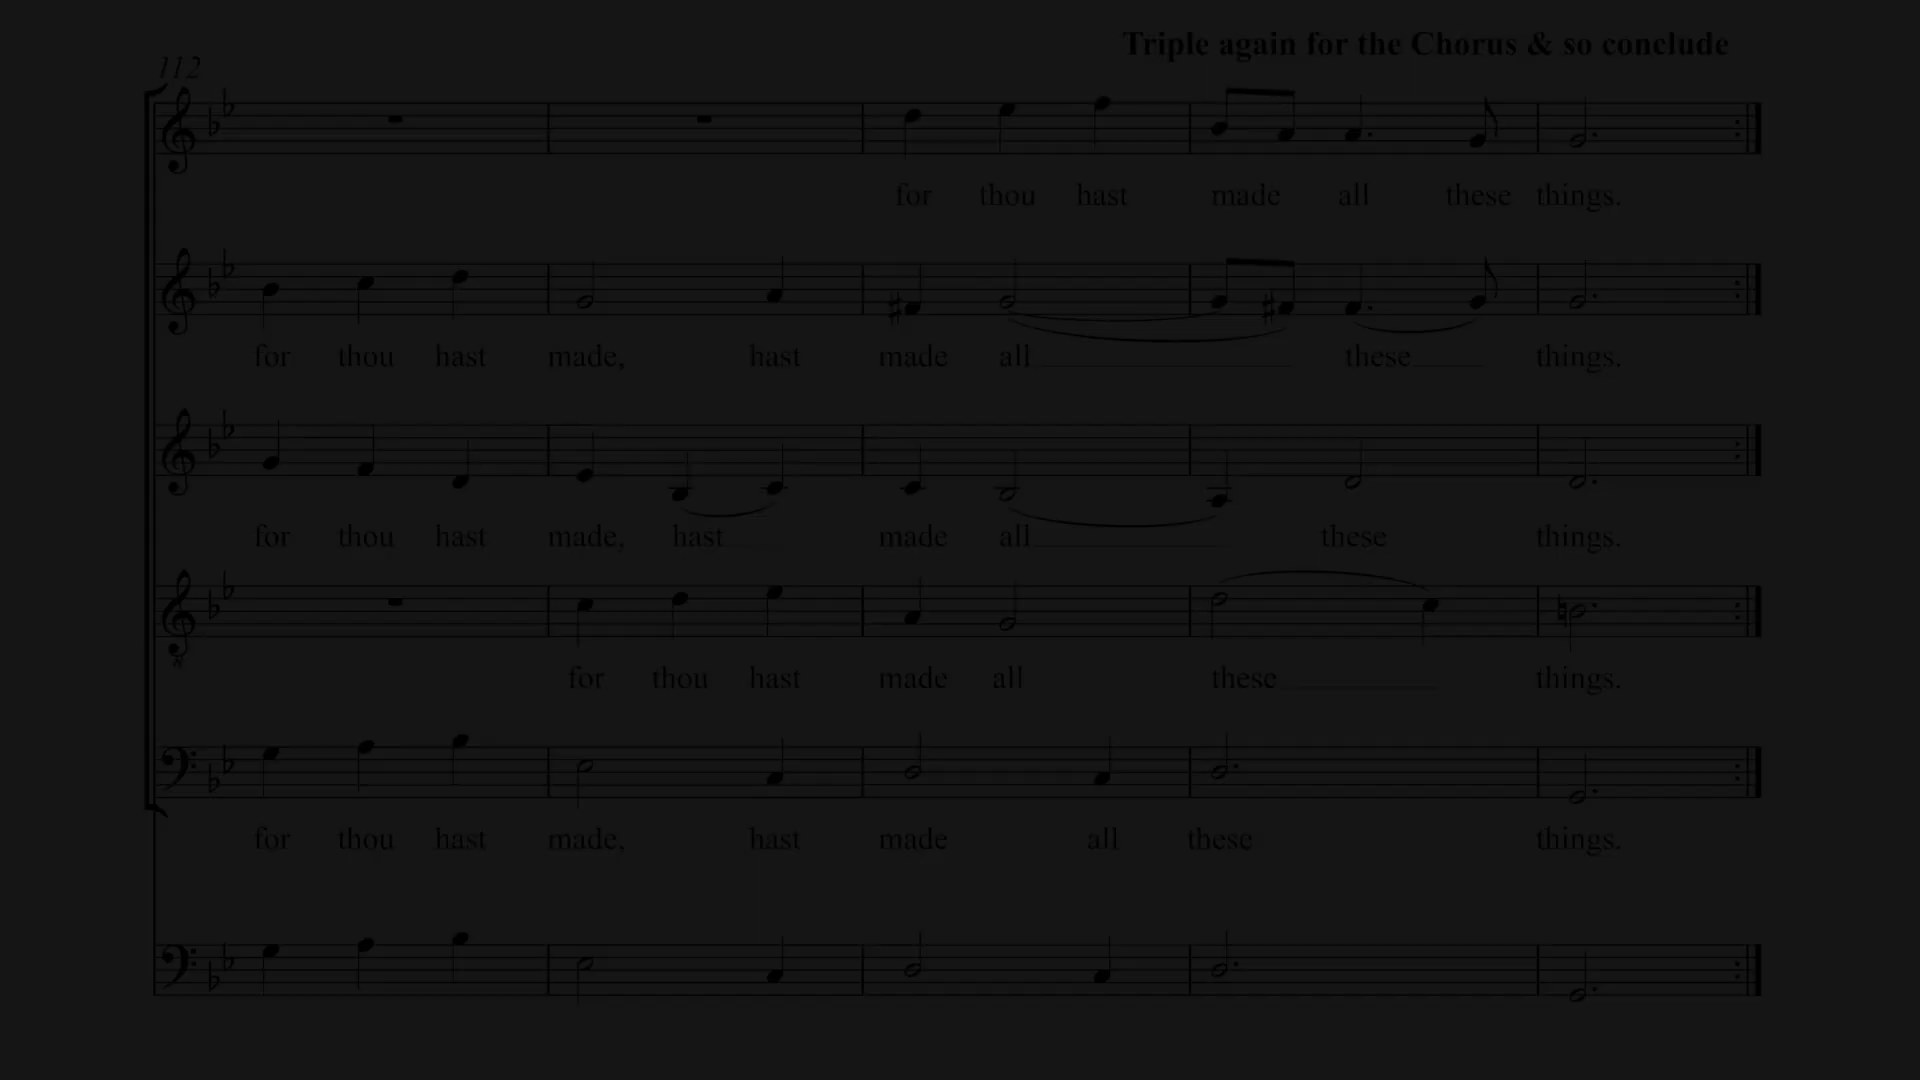 Triple again for the Chorus & so conclude
112
for thou hast made all these things.
for thou hast made, hast made all these things.
for thou hast made, hast made all these things.
for thou hast made all these things.
for thou hast made, hast made all these things.